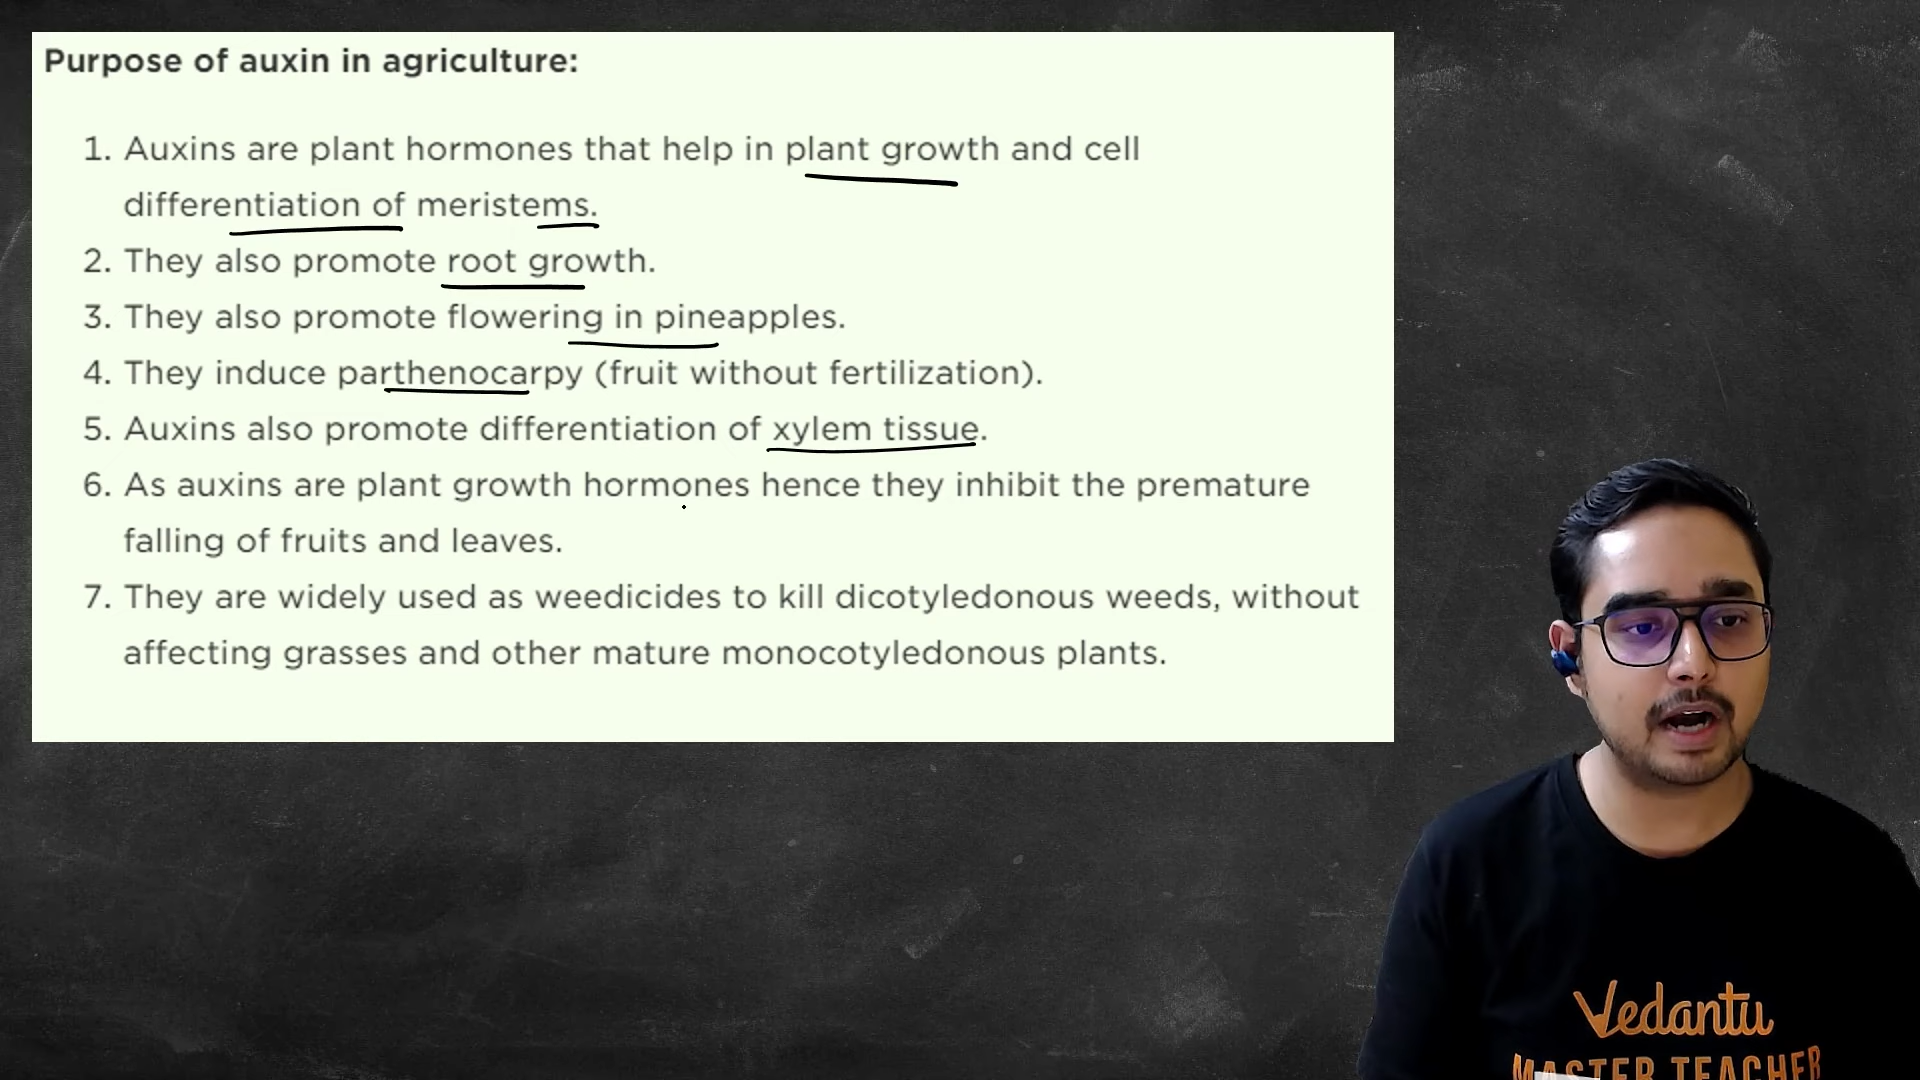 Purpose of auxin in agriculture:
1. Auxins are plant hormones that help in plant growth and cell
differentiation of meristems.
2. They also promote root growth.
3. They also promote flowering in pineapples.
4. They induce parthenocarpy (fruit without fertilization).
5. Auxins also promote differentiation of xylem tissue.
6. As auxins are plant growth hormones hence they inhibit the premature
falling of fruits and leaves.
7. They are widely used as weedicides to kill dicotyledonous weeds, without
affecting grasses and other mature monocotyledonous plants.
Vedantu
MASTER TEACHER